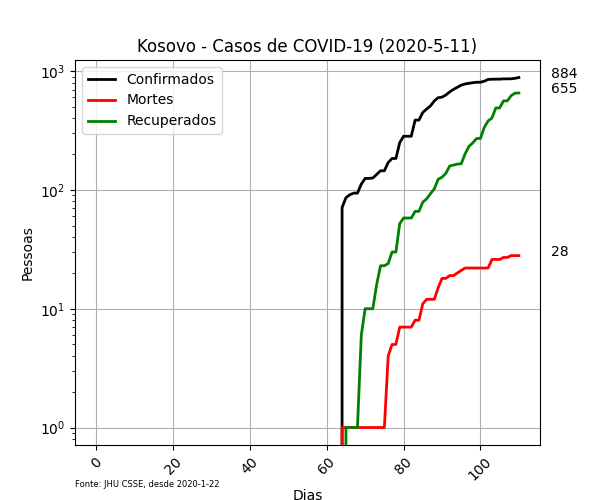 Kosovo - Casos de COVID-19 (2020-5-11)
Confirmados
Mortes
Recuperados
10³
10²
10¹
10⁰
Pessoas
884
655
28
0
20
40
60
80
100
Dias
Fonte: JHU CSSE, desde 2020-1-22